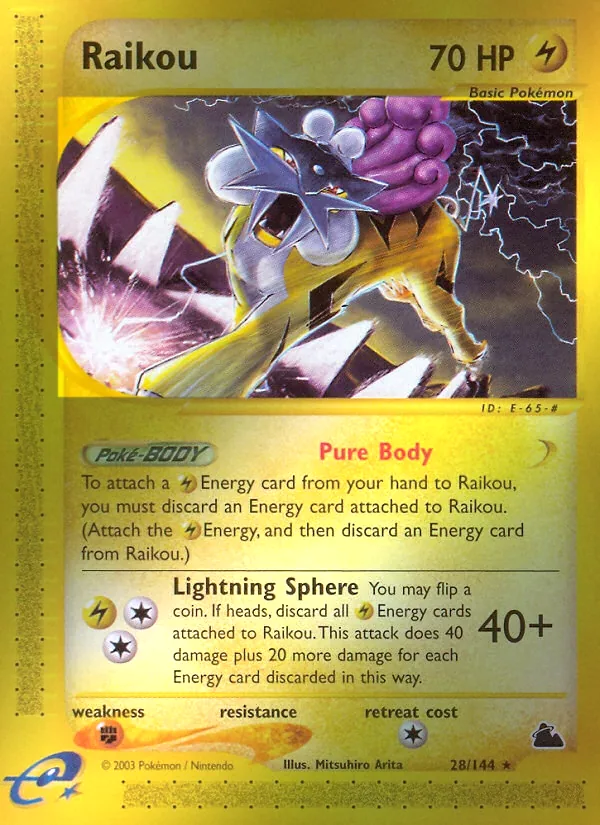 Raikou 70 HP
Basic Pokémon
ID: E-65-#
Poké-BODY Pure Body
To attach a Energy card from your hand to Raikou,
you must discard an Energy card attached to Raikou.
(Attach the Energy, and then discard an Energy card
from Raikou.)
Lightning Sphere You may flip a
coin. If heads, discard all Energy cards
attached to Raikou. This attack does 40
damage plus 20 more damage for each
Energy card discarded in this way.
40+
weakness resistance retreat cost
© 2003 Pokémon / Nintendo Illus. Mitsuhiro Arita 28/144 ★
e